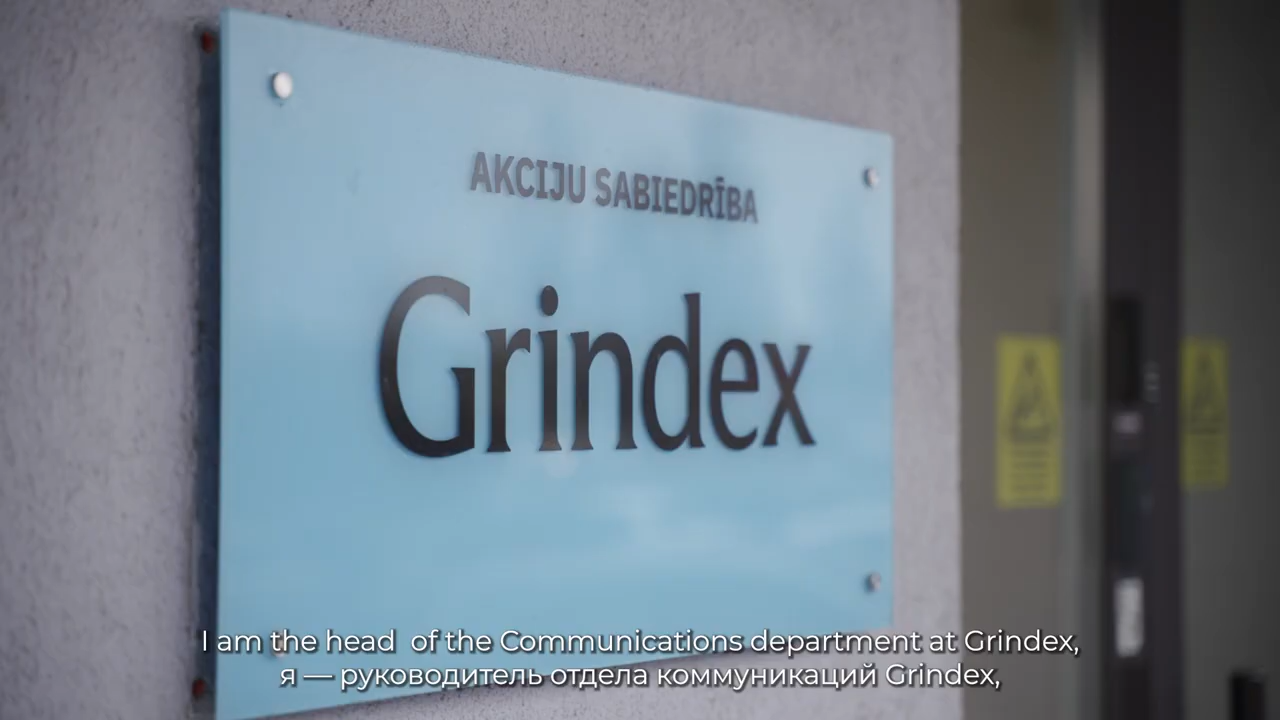 AKCIJU SABIEDRĪBA
Grindex
I am the head  of the Communications department at Grindex,
я — руководитель отдела коммуникаций Grindex,